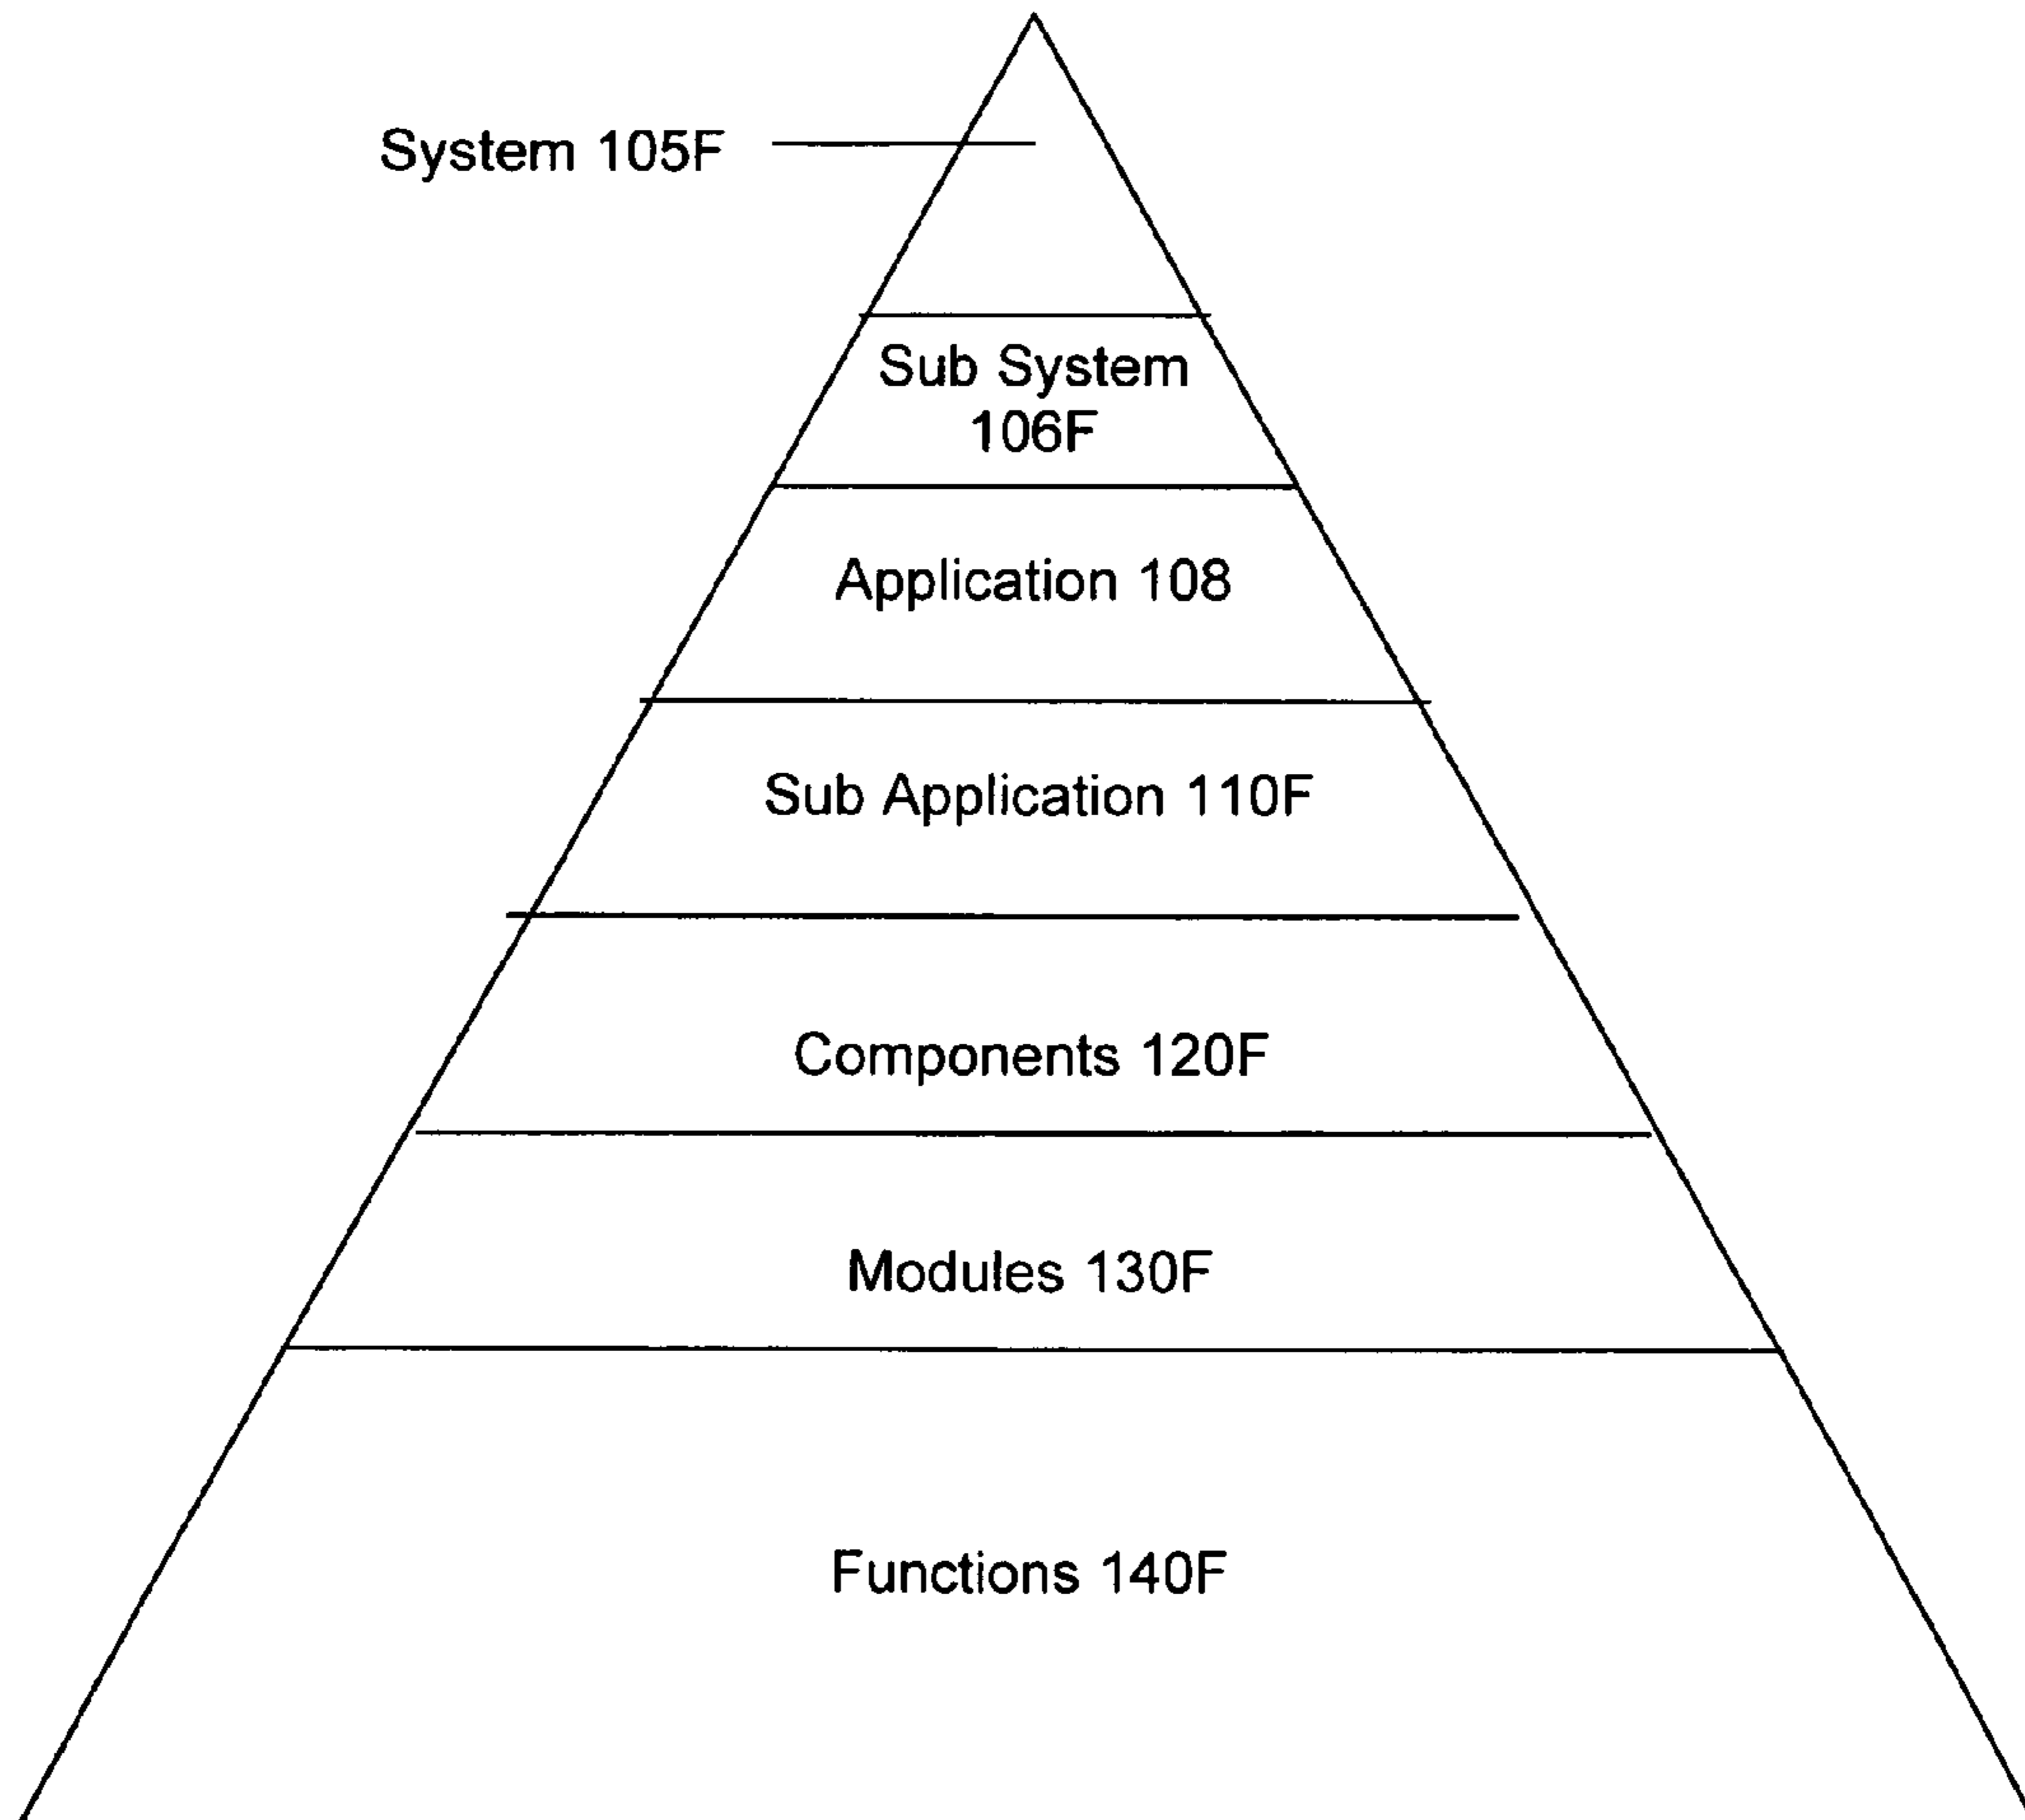 System 105F
Sub System
106F
Application 108
Sub Application 110F
Components 120F
Modules 130F
Functions 140F